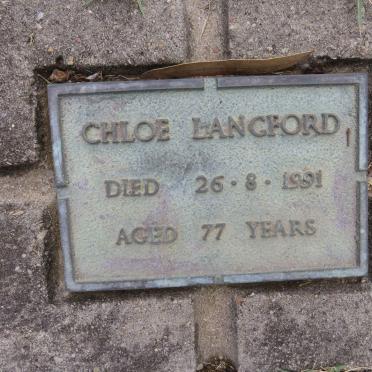 CHLOE LANGFORD
DIED 26·8·1991
AGED 77 YEARS